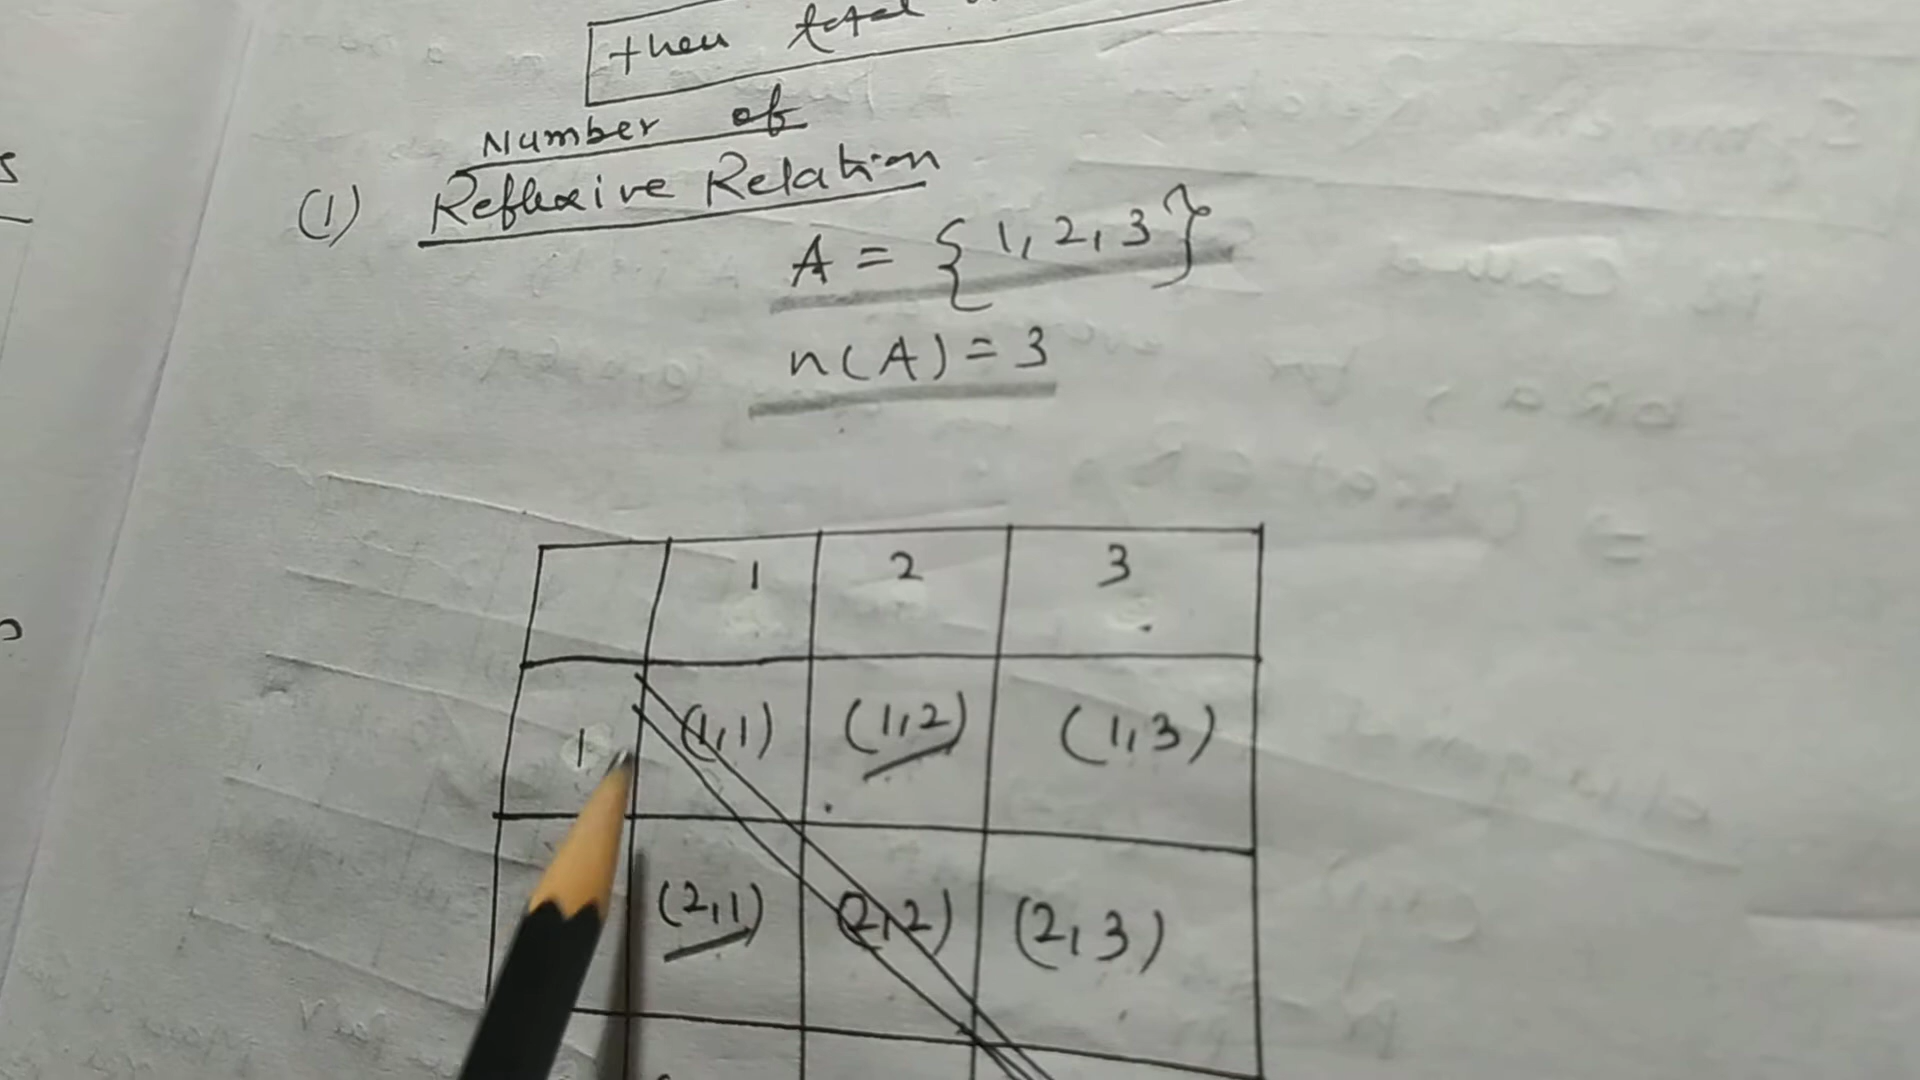 then total
Number of
(1) Reflexive Relation
A = {1, 2, 3}
n(A) = 3
1 2 3
1 (1,1) (1,2) (1,3)
(2,1) (2,2) (2,3)